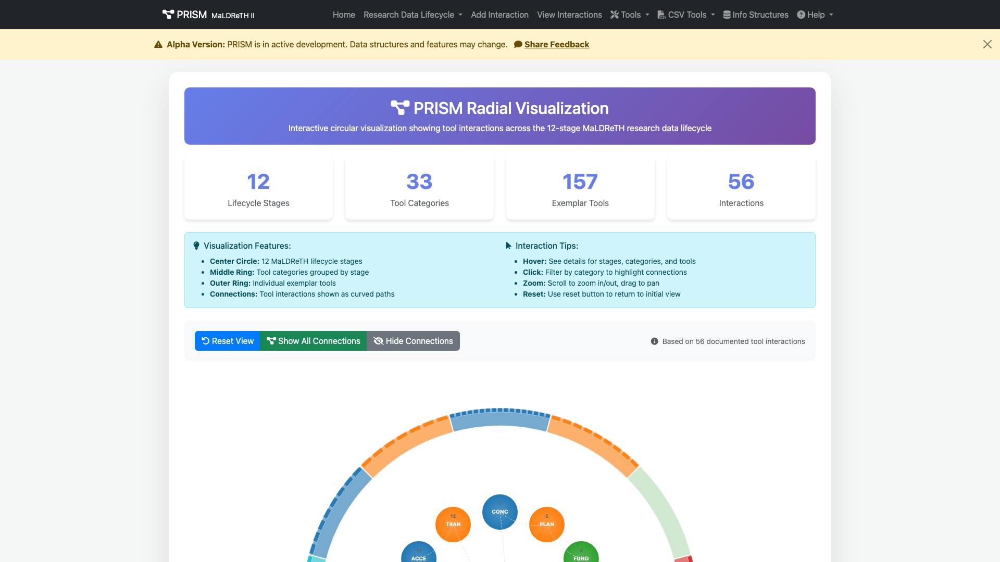 PRISM MaLDReTH II
Home
Research Data Lifecycle
Add Interaction
View Interactions
Tools
CSV Tools
Info Structures
Help
Alpha Version: PRISM is in active development. Data structures and features may change. Share Feedback
PRISM Radial Visualization
Interactive circular visualization showing tool interactions across the 12-stage MaLDReTH research data lifecycle
12
Lifecycle Stages
33
Tool Categories
157
Exemplar Tools
56
Interactions
Visualization Features:
Center Circle: 12 MaLDReTH lifecycle stages
Middle Ring: Tool categories grouped by stage
Outer Ring: Individual exemplar tools
Connections: Tool interactions shown as curved paths
Interaction Tips:
Hover: See details for stages, categories, and tools
Click: Filter by category to highlight connections
Zoom: Scroll to zoom in/out, drag to pan
Reset: Use reset button to return to initial view
Reset View
Show All Connections
Hide Connections
Based on 56 documented tool interactions
1
CONC
12
TRAN
2
PLAN
11
ACCE
3
FUND